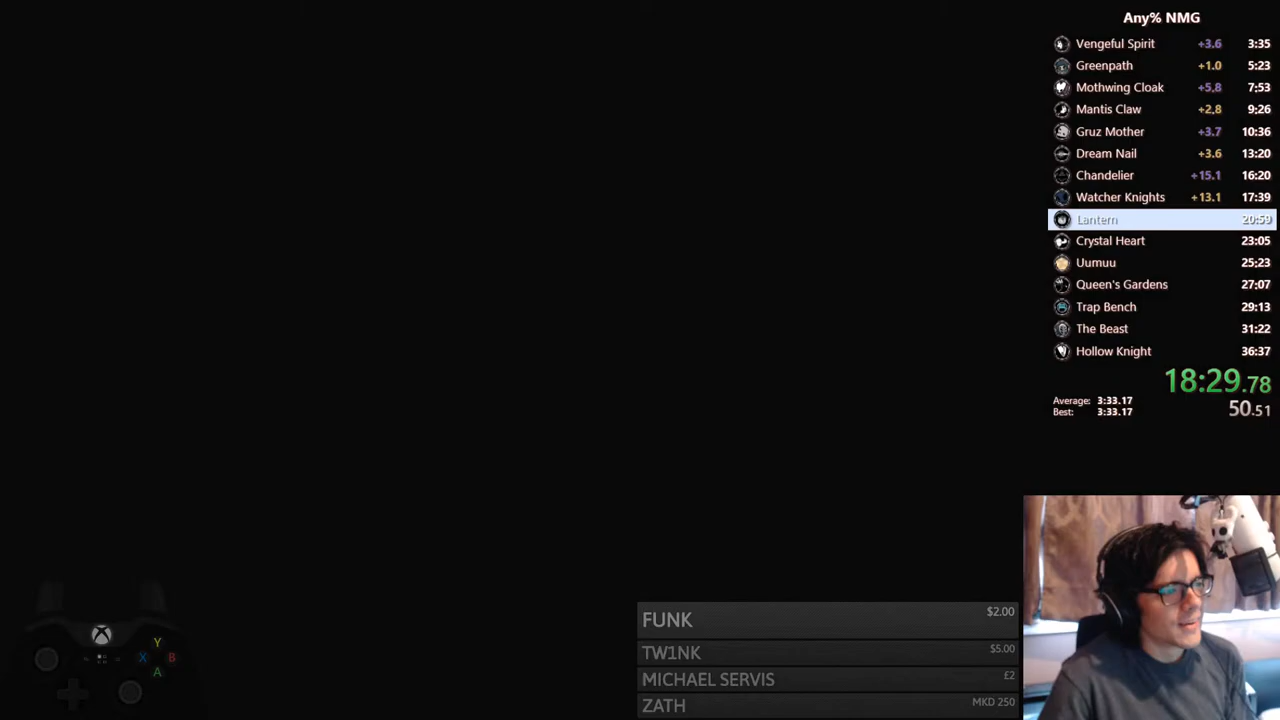 Any% NMG
Vengeful Spirit +3.6 3:35
Greenpath +1.0 5:23
Mothwing Cloak +5.8 7:53
Mantis Claw +2.8 9:26
Gruz Mother +3.7 10:36
Dream Nail +3.6 13:20
Chandelier +15.1 16:20
Watcher Knights +13.1 17:39
Lantern 20:59
Crystal Heart 23:05
Uumuu 25:23
Queen's Gardens 27:07
Trap Bench 29:13
The Beast 31:22
Hollow Knight 36:37
18:29.78
Average: 3:33.17
Best: 3:33.17
50.51
FUNK $2.00
TW1NK $5.00
MICHAEL SERVIS £2
ZATH MKD 250
Y
X B
A